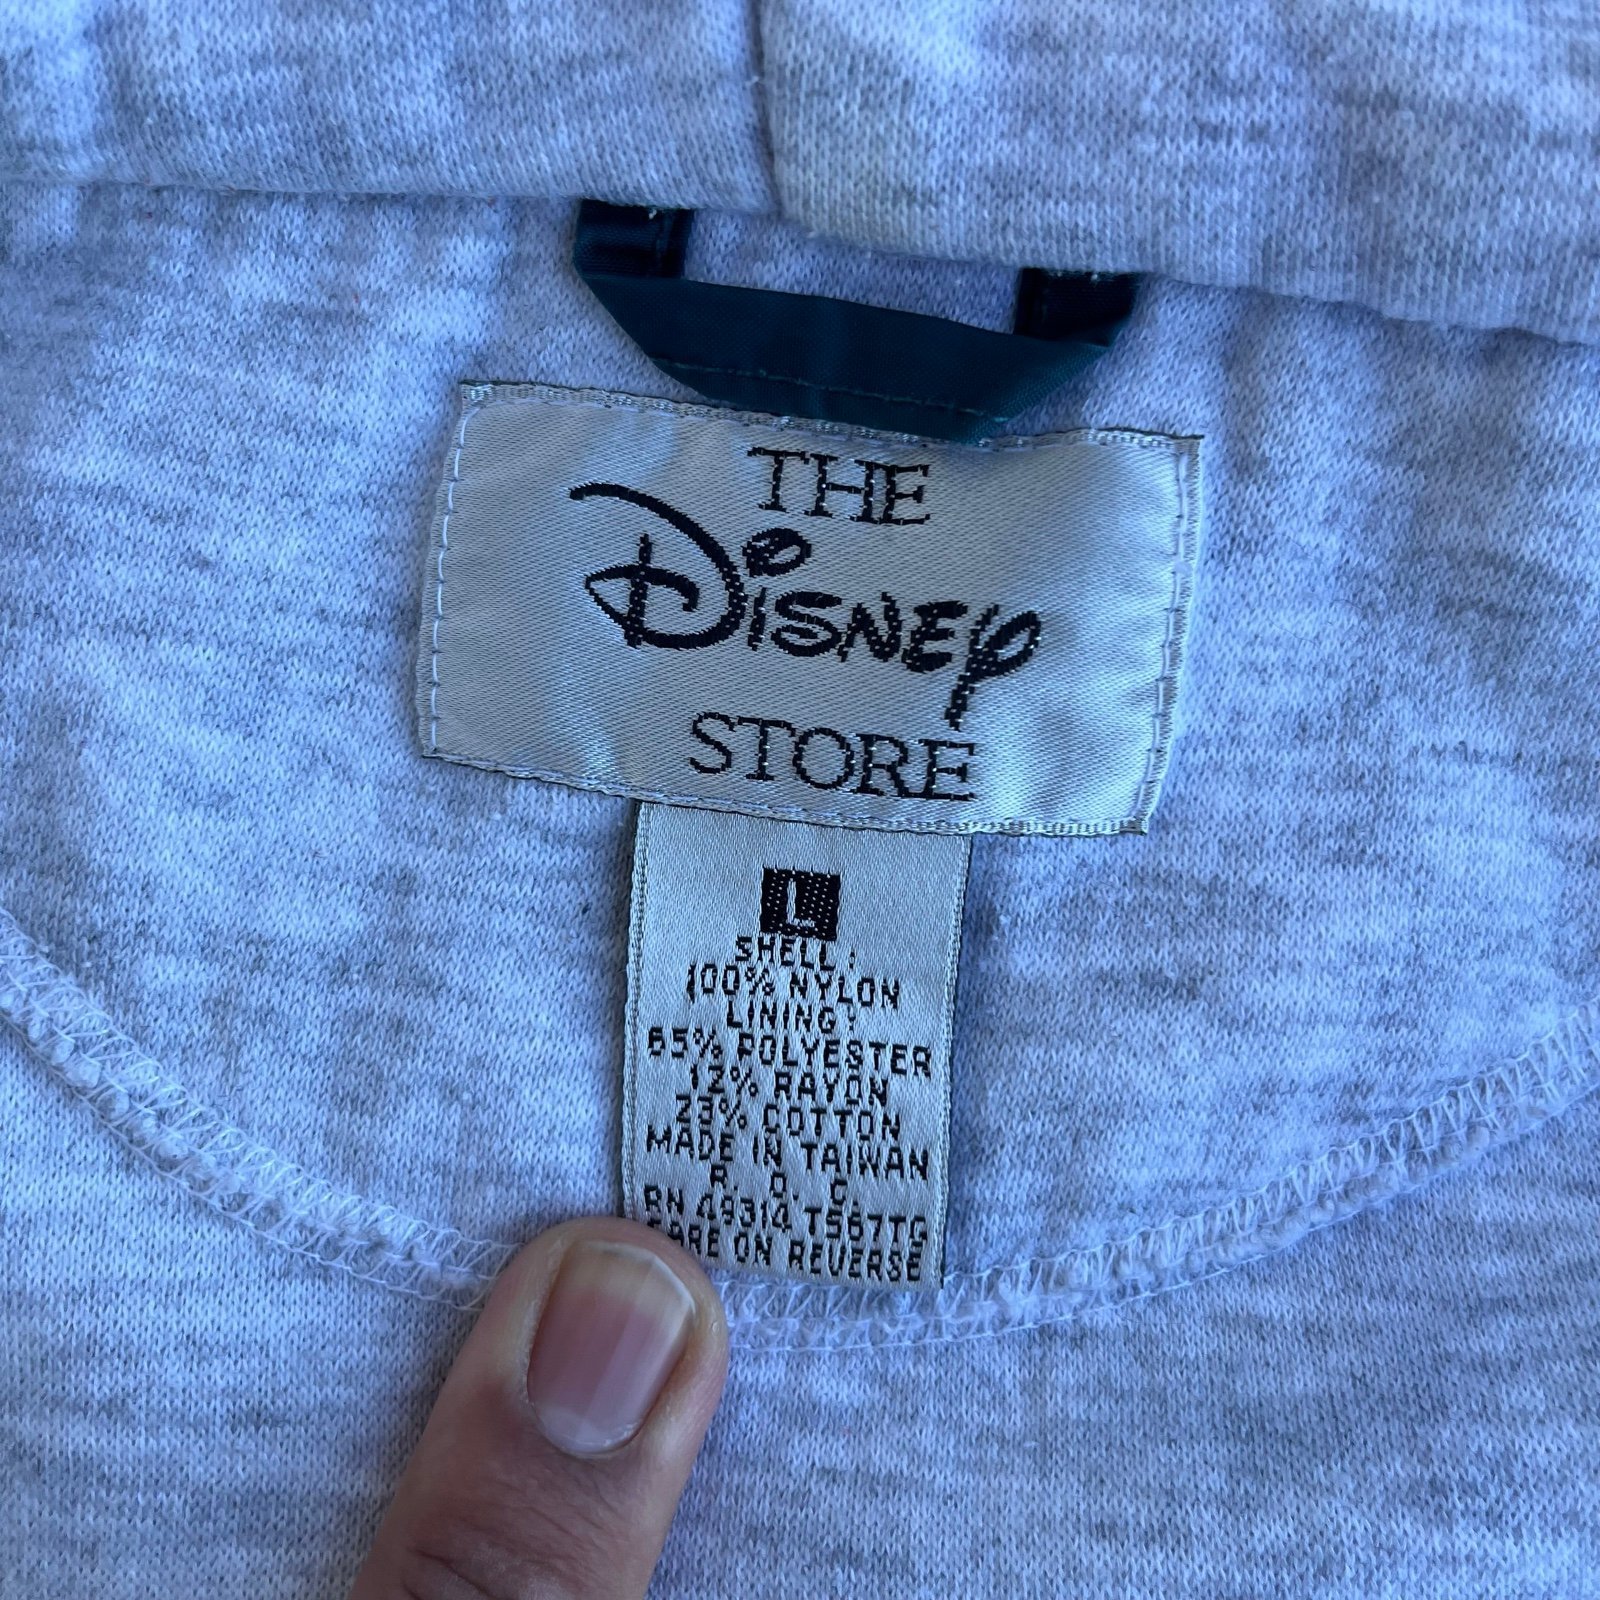 THE
Disney
STORE
L
SHELL:
100% NYLON
LINING:
65% POLYESTER
12% RAYON
23% COTTON
MADE IN TAIWAN
R. O. C.
RN 49314 T567TG
CARE ON REVERSE